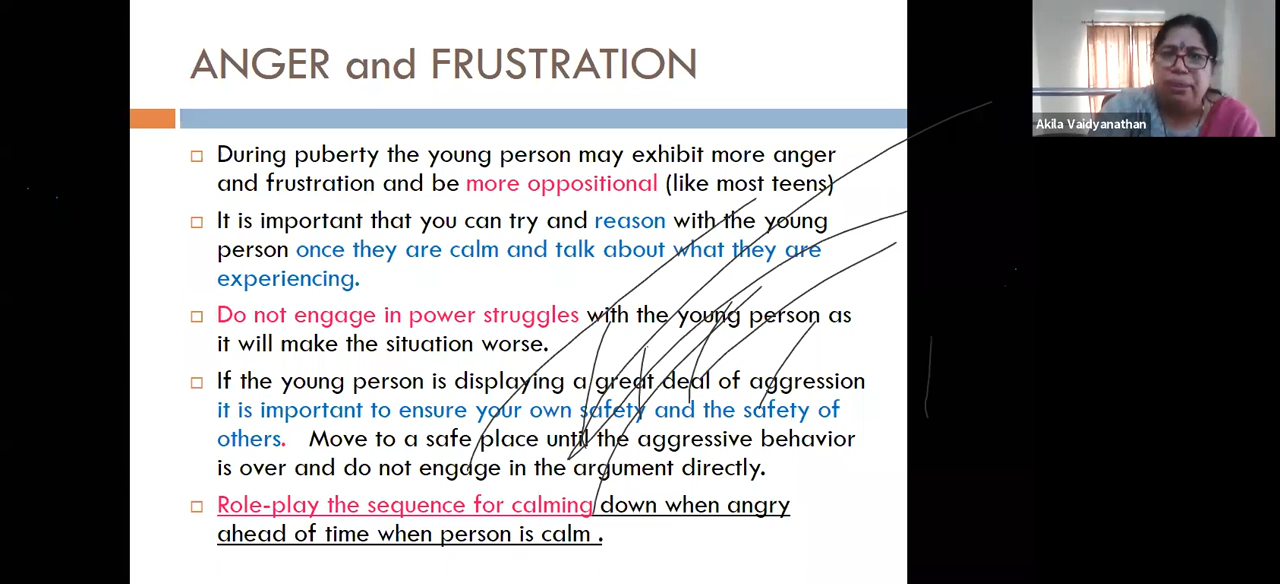 ANGER and FRUSTRATION
During puberty the young person may exhibit more anger
and frustration and be more oppositional (like most teens)
It is important that you can try and reason with the young
person once they are calm and talk about what they are
experiencing.
Do not engage in power struggles with the young person as
it will make the situation worse.
If the young person is displaying a great deal of aggression
it is important to ensure your own safety and the safety of
others. Move to a safe place until the aggressive behavior
is over and do not engage in the argument directly.
Role-play the sequence for calming down when angry
ahead of time when person is calm .
Akila Vaidyanathan